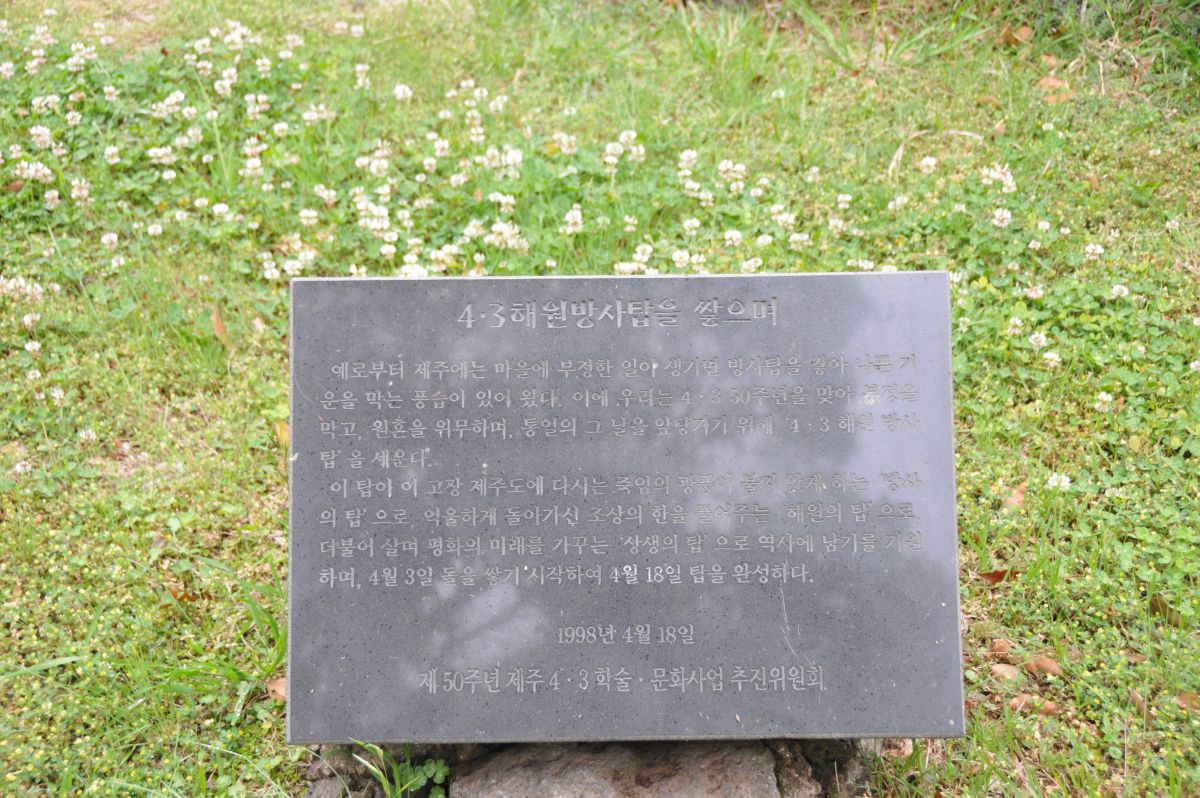 4·3해원방사탑을 쌓으며
예로부터 제주에는 마을에 부정한 일이 생기면 방사탑을 쌓아 나쁜 기
운을 막는 풍습이 있어 왔다. 이에 우리는 4·3 50주년을 맞아 부정을
막고, 원혼을 위무하며, 통일의 그 날을 앞당기기 위해 '4·3 해원 방사
탑'을 세운다.
이 탑이 이 고장 제주도에 다시는 죽임의 광풍이 불지 않게 하는 '방사
의 탑'으로, 억울하게 돌아가신 조상의 한을 풀어주는 '해원의 탑'으로,
더불어 살며 평화의 미래를 가꾸는 '상생의 탑'으로 역사에 남기를 기원
하며, 4월 3일 돌을 쌓기 시작하여 4월 18일 탑을 완성하다.
1998년 4월 18일
제50주년 제주 4·3 학술·문화사업 추진위원회